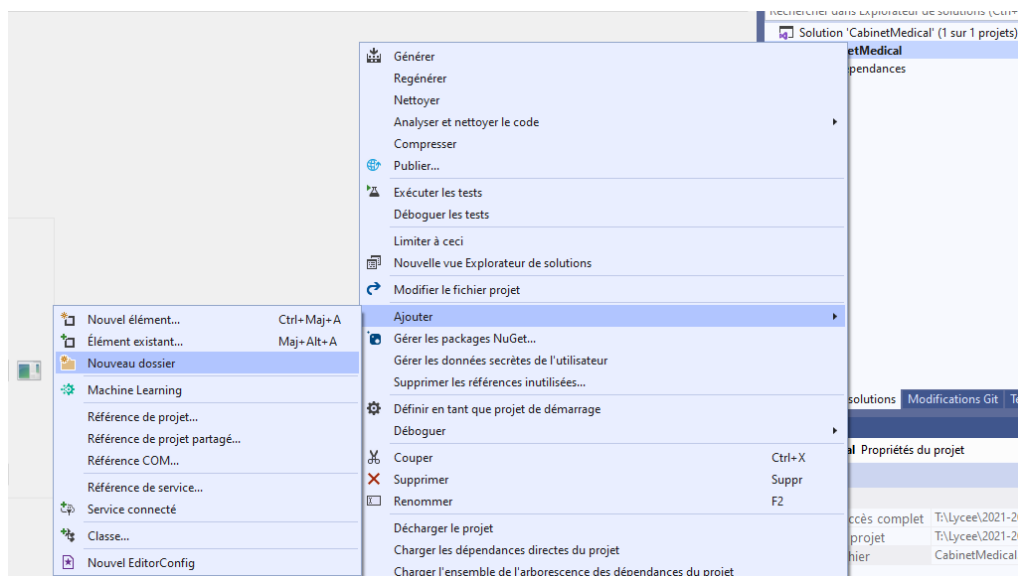 Rechercher dans Explorateur de solutions (Ctrl+
Solution 'CabinetMedical' (1 sur 1 projets)
etMedical
pendances
Générer
Regénérer
Nettoyer
Analyser et nettoyer le code
Compresser
Publier...
Exécuter les tests
Déboguer les tests
Limiter à ceci
Nouvelle vue Explorateur de solutions
Modifier le fichier projet
Ajouter
Gérer les packages NuGet...
Gérer les données secrètes de l'utilisateur
Supprimer les références inutilisées...
Définir en tant que projet de démarrage
Déboguer
Couper Ctrl+X
Supprimer Suppr
Renommer F2
Décharger le projet
Charger les dépendances directes du projet
Charger l'ensemble de l'arborescence des dépendances du projet
Nouvel élément... Ctrl+Maj+A
Élément existant... Maj+Alt+A
Nouveau dossier
Machine Learning
Référence de projet...
Référence de projet partagé...
Référence COM...
Référence de service...
Service connecté
Classe...
Nouvel EditorConfig
solutions Modifications Git Te
al Propriétés du projet
ccès complet T:\Lycee\2021-2
projet T:\Lycee\2021-2
hier CabinetMedical